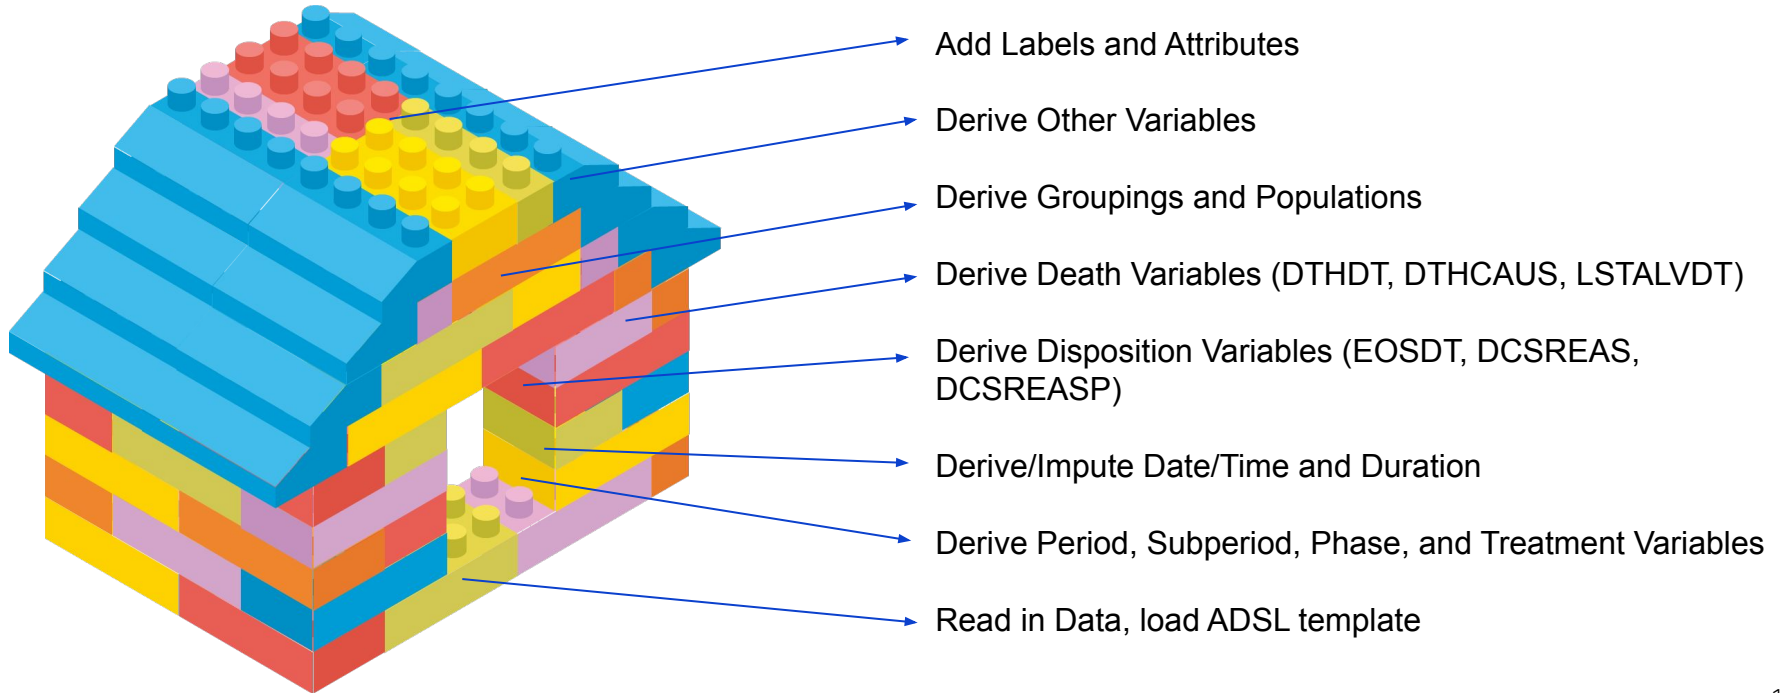 Add Labels and Attributes
Derive Other Variables
Derive Groupings and Populations
Derive Death Variables (DTHDT, DTHCAUS, LSTALVDT)
Derive Disposition Variables (EOSDT, DCSREAS,
DCSREASP)
Derive/Impute Date/Time and Duration
Derive Period, Subperiod, Phase, and Treatment Variables
Read in Data, load ADSL template